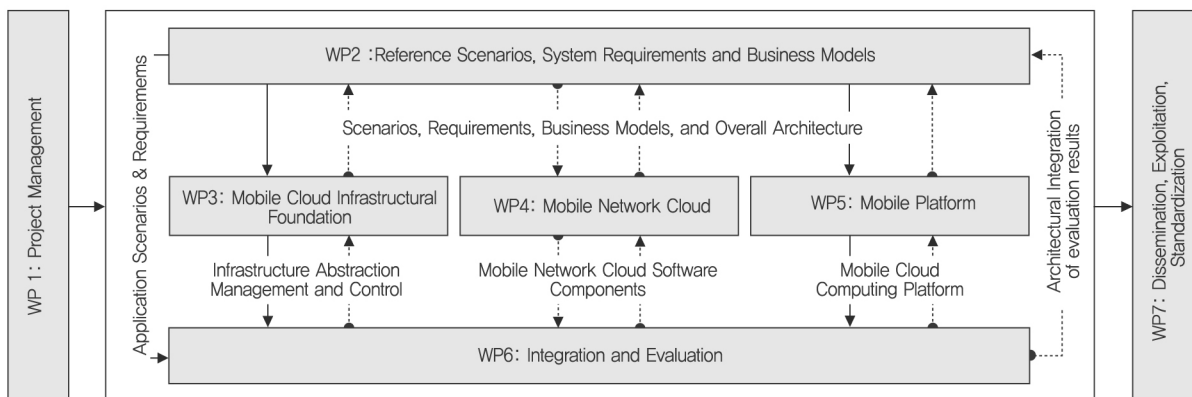 WP 1: Project Management
Application Scenarios & Requiremems
WP2 :Reference Scenarios, System Requirements and Business Models
Scenarios, Requirements, Business Models, and Overall Architecture
WP3: Mobile Cloud Infrastructural
Foundation
WP4: Mobile Network Cloud
WP5: Mobile Platform
Infrastructure Abstraction
Management and Control
Mobile Network Cloud Software
Components
Mobile Cloud
Computing Platform
WP6: Integration and Evaluation
Architectural Integration
of evaluation results
WP7: Dissemination, Exploitation,
Standardization